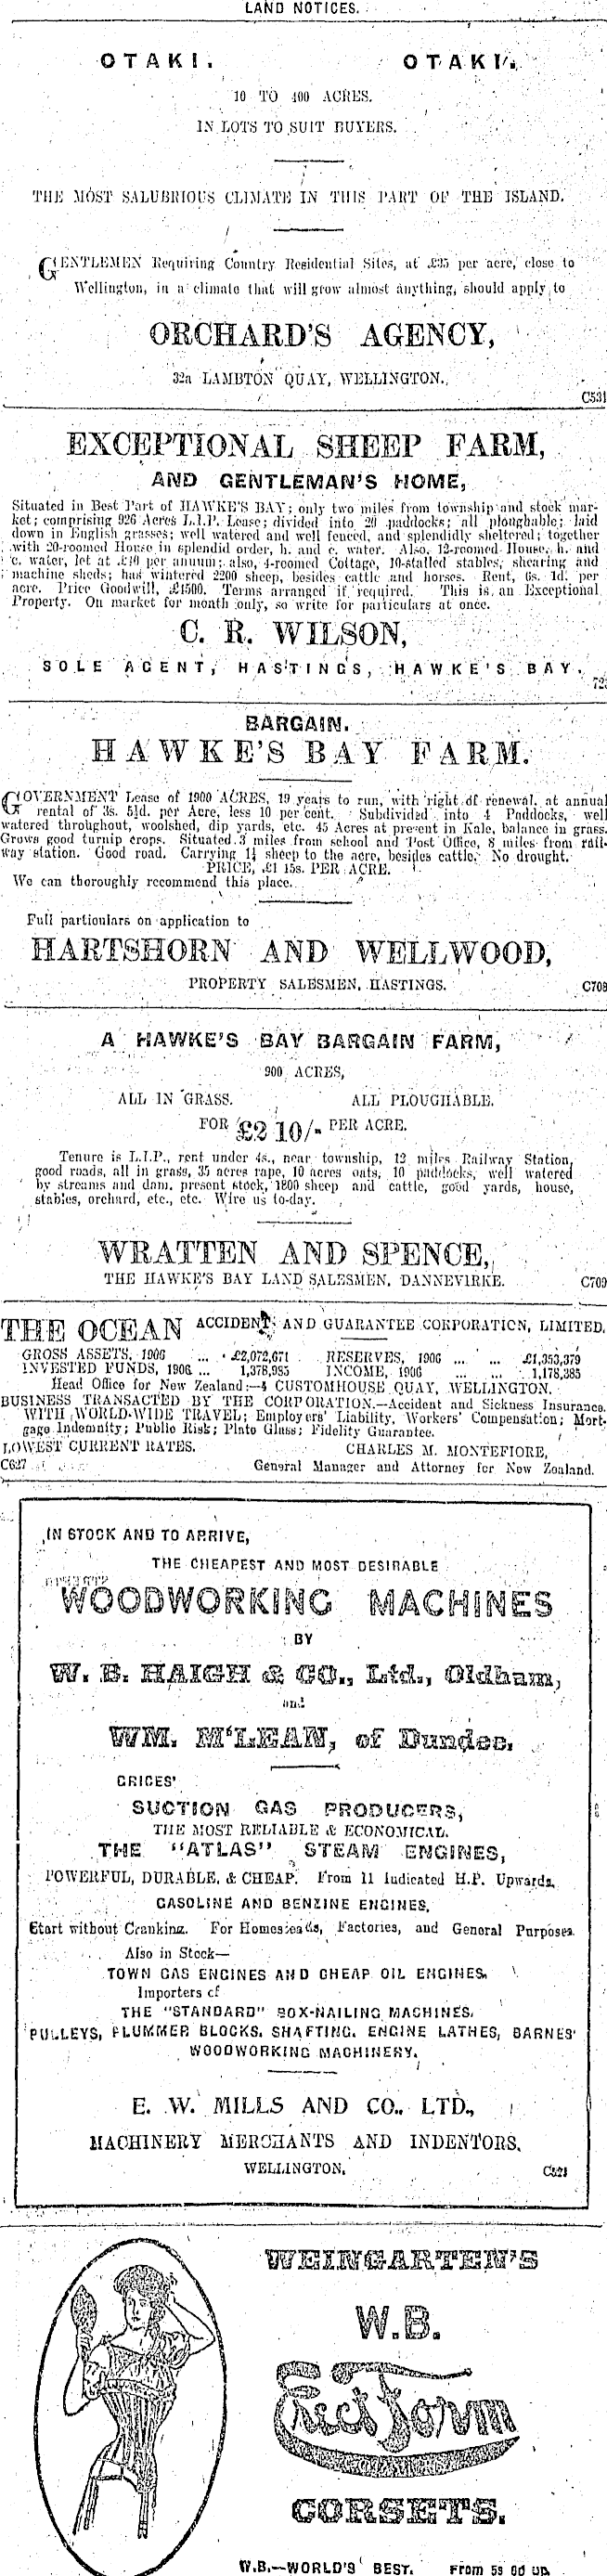 LAND NOTICES.
OTAKI. OTAKI.
10 TO 400 ACRES.
IN LOTS TO SUIT BUYERS.
THE MOST SALUBRIOUS CLIMATE IN THIS PART OF THE ISLAND.
GENTLEMEN Requiring Country Residential Sites, at £35 per acre, close to
Wellington, in a climate that will grow almost anything, should apply to
ORCHARD'S AGENCY,
32a LAMBTON QUAY, WELLINGTON.
C531
EXCEPTIONAL SHEEP FARM,
AND GENTLEMAN'S HOME,
Situated in Best Part of HAWKE'S BAY; only two miles from township and stock mar-
ket; comprising 926 Acres L.I.P. Lease; divided into 20 paddocks; all ploughable; laid
down in English grasses; well watered and well fenced, and splendidly sheltered; together
with 20-roomed House in splendid order, h. and c. water. Also, 12-roomed House, h. and
c. water, let at £40 per annum; also, 4-roomed Cottage, 10-stalled stables, shearing and
machine sheds; has wintered 2200 sheep, besides cattle and horses. Rent, 6s. 1d. per
acre. Price Goodwill, £4500. Terms arranged if required. This is an Exceptional
Property. On market for month only, so write for particulars at once.
C. R. WILSON,
SOLE AGENT, HASTINGS, HAWKE'S BAY.
BARGAIN.
HAWKE'S BAY FARM.
GOVERNMENT Lease of 1900 ACRES, 19 years to run, with right of renewal, at annual
rental of 3s. 5½d. per Acre, less 10 per cent. Subdivided into 4 Paddocks, well
watered throughout, woolshed, dip yards, etc. 45 Acres at present in Kale, balance in grass.
Grows good turnip crops. Situated 3 miles from school and Post Office, 8 miles from rail-
way station. Good road. Carrying 1½ sheep to the acre, besides cattle. No drought.
PRICE, £1 15s. PER ACRE.
We can thoroughly recommend this place.
Full particulars on application to
HARTSHORN AND WELLWOOD,
PROPERTY SALESMEN, HASTINGS.
C708
A HAWKE'S BAY BARGAIN FARM,
900 ACRES,
ALL IN GRASS. ALL PLOUGHABLE.
FOR £2 10/- PER ACRE.
Tenure is L.I.P., rent under 4s., near township, 12 miles Railway Station,
good roads, all in grass, 35 acres rape, 10 acres oats, 10 paddocks, well watered
by streams and dam, present stock, 1800 sheep and cattle, good yards, house,
stables, orchard, etc., etc. Wire us to-day.
WRATTEN AND SPENCE,
THE HAWKE'S BAY LAND SALESMEN, DANNEVIRKE.
C709
THE OCEAN ACCIDENT AND GUARANTEE CORPORATION, LIMITED,
GROSS ASSETS, 1906 ... £2,072,671 RESERVES, 1906 ... ... £1,353,379
INVESTED FUNDS, 1906 ... 1,378,995 INCOME, 1906 ... ... 1,178,385
Head Office for New Zealand:—4 CUSTOMHOUSE QUAY, WELLINGTON.
BUSINESS TRANSACTED BY THE CORPORATION.—Accident and Sickness Insurance.
WITH WORLD-WIDE TRAVEL; Employers' Liability, Workers' Compensation; Mort-
gage Indemnity; Public Risk; Plate Glass; Fidelity Guarantee.
LOWEST CURRENT RATES. CHARLES M. MONTEFIORE,
C627 General Manager and Attorney for New Zealand.
IN STOCK AND TO ARRIVE,
THE CHEAPEST AND MOST DESIRABLE
WOODWORKING MACHINES
BY
W. B. HAIGH & CO., Ltd., Oldham,
and
WM. M'LEAN, of Dundee.
GRICES'
SUCTION GAS PRODUCERS,
THE MOST RELIABLE & ECONOMICAL.
THE "ATLAS" STEAM ENGINES,
POWERFUL, DURABLE, & CHEAP. From 11 Indicated H.P. Upwards.
GASOLINE AND BENZINE ENGINES,
Start without Cranking. For Homesteads, Factories, and General Purposes.
Also in Stock—
TOWN GAS ENGINES AND CHEAP OIL ENGINES.
Importers of
THE "STANDARD" BOX-NAILING MACHINES.
PULLEYS, PLUMMER BLOCKS, SHAFTING, ENGINE LATHES, BARNES'
WOODWORKING MACHINERY.
E. W. MILLS AND CO., LTD.,
MACHINERY MERCHANTS AND INDENTORS,
WELLINGTON.
WEINGARTEN'S
W.B.
Erect Form
CORSETS.
W.B.—WORLD'S BEST. From 5s 6d up.